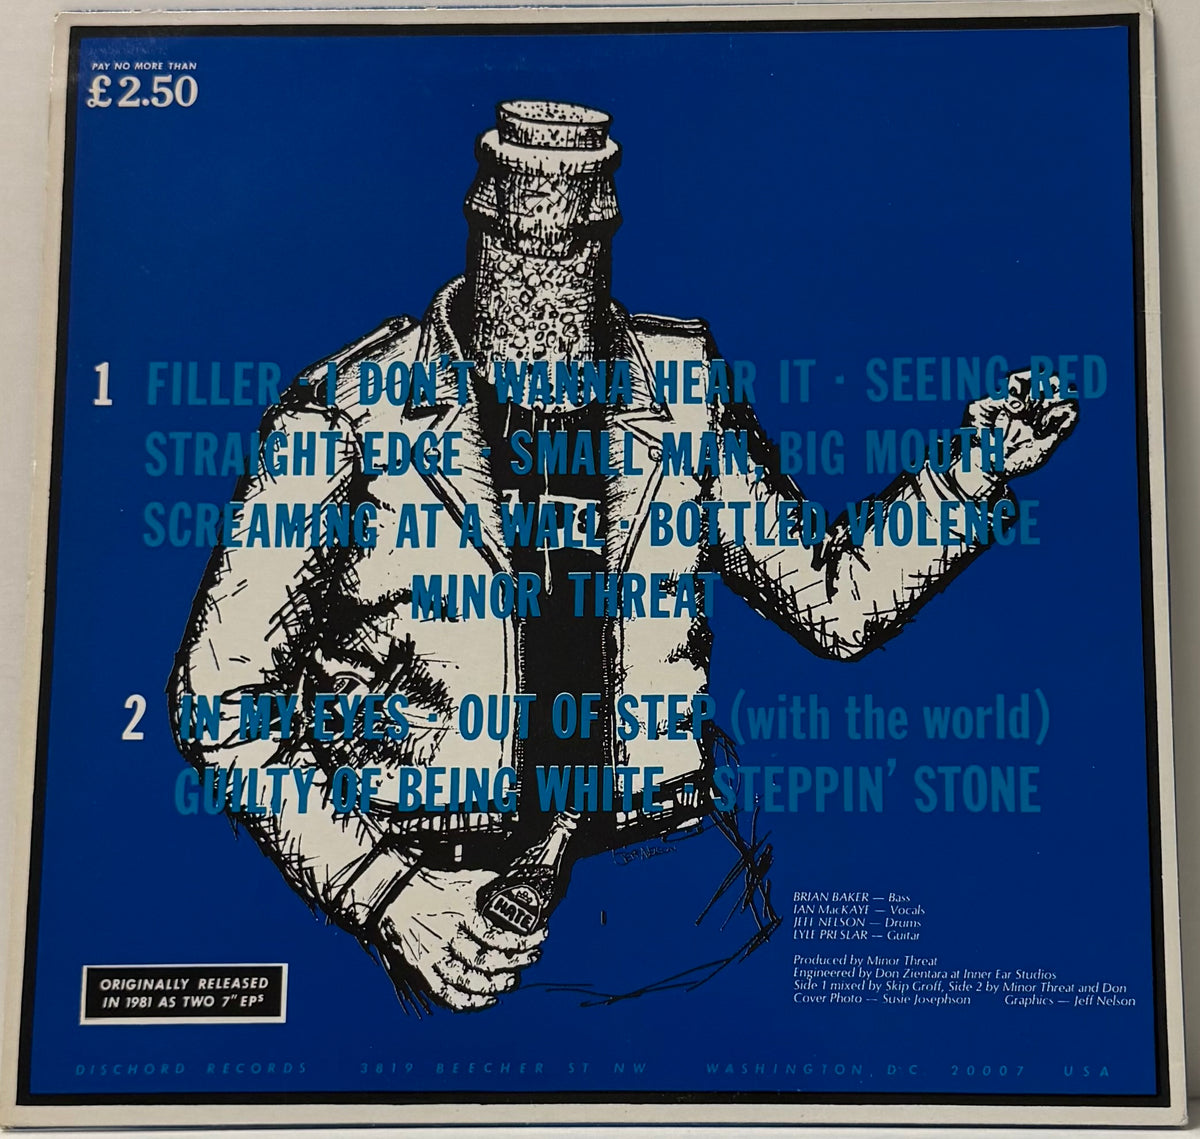 PAY NO MORE THAN
£2.50
1 FILLER · I DON'T WANNA HEAR IT · SEEING RED
STRAIGHT EDGE · SMALL MAN, BIG MOUTH
SCREAMING AT A WALL · BOTTLED VIOLENCE
MINOR THREAT
2 IN MY EYES · OUT OF STEP (with the world)
GUILTY OF BEING WHITE · STEPPIN' STONE
HATE
BRIAN BAKER — Bass
IAN MacKAYE — Vocals
JEFF NELSON — Drums
LYLE PRESLAR — Guitar
Produced by Minor Threat
Engineered by Don Zientara at Inner Ear Studios
Side 1 mixed by Skip Groff, Side 2 by Minor Threat and Don
Cover Photo — Susie Josephson Graphics — Jeff Nelson
ORIGINALLY RELEASED
IN 1981 AS TWO 7" EPs
DISCHORD RECORDS 3819 BEECHER ST NW WASHINGTON, D.C. 20007 USA